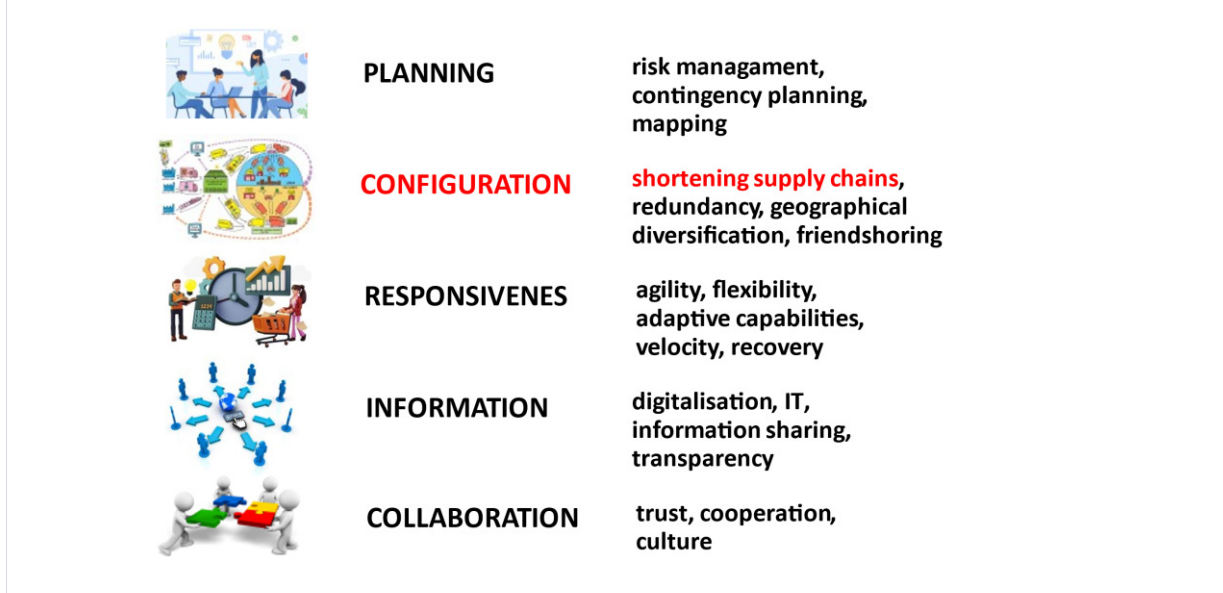 PLANNING
risk managament,
contingency planning,
mapping
CONFIGURATION
shortening supply chains,
redundancy, geographical
diversification, friendshoring
RESPONSIVENES
agility, flexibility,
adaptive capabilities,
velocity, recovery
INFORMATION
digitalisation, IT,
information sharing,
transparency
COLLABORATION
trust, cooperation,
culture